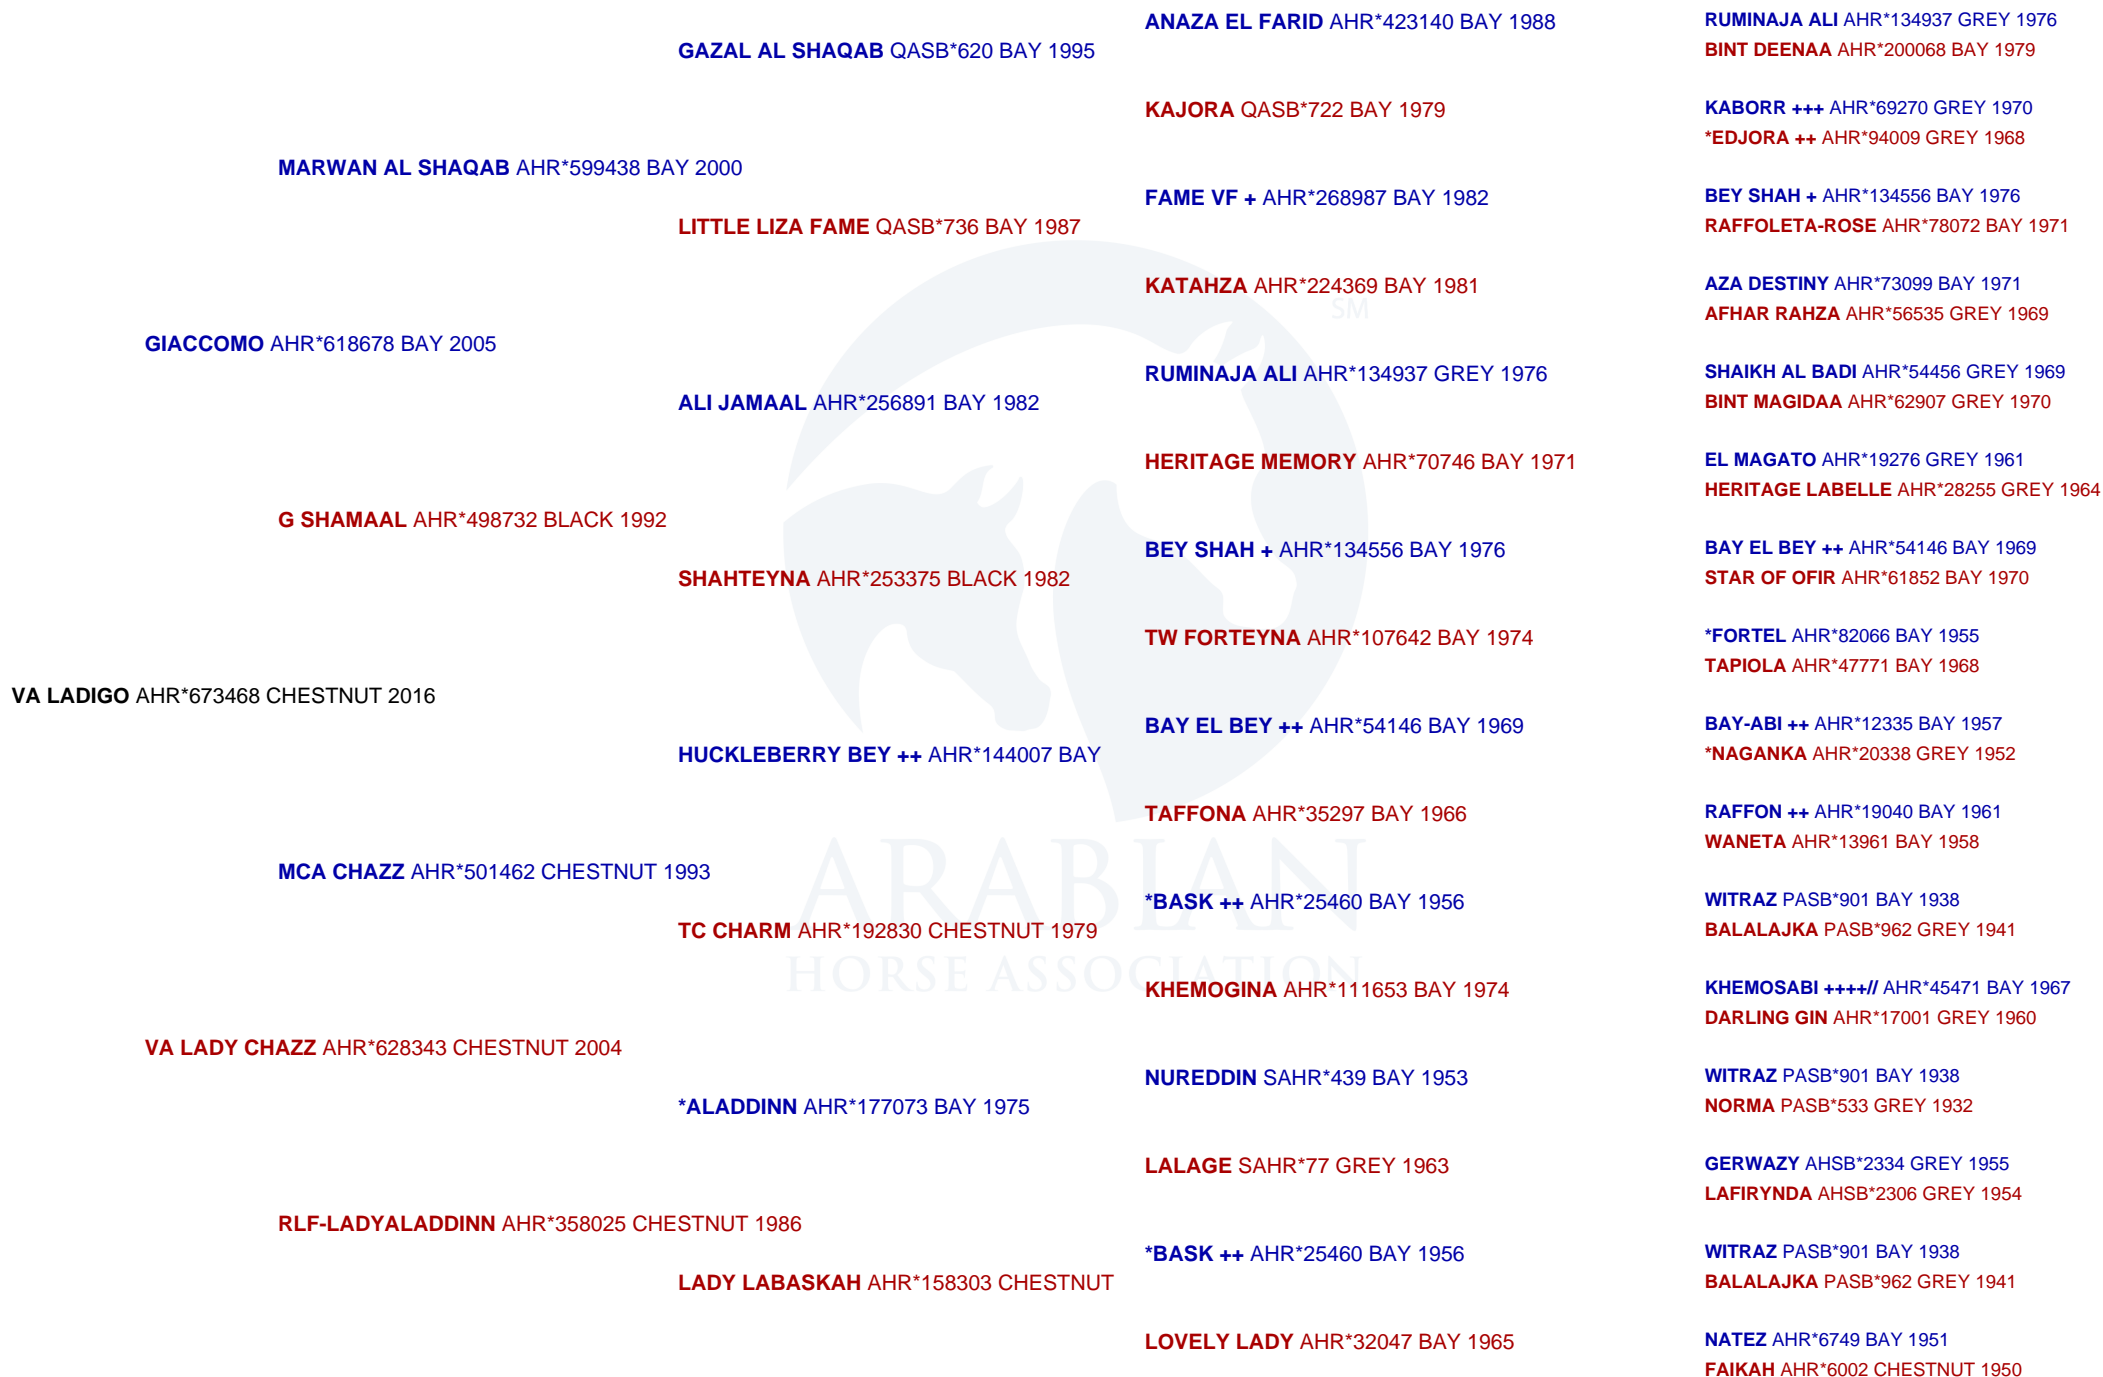 ANAZA EL FARID AHR*423140 BAY 1988
RUMINAJA ALI AHR*134937 GREY 1976
GAZAL AL SHAQAB QASB*620 BAY 1995
BINT DEENAA AHR*200068 BAY 1979
KAJORA QASB*722 BAY 1979
KABORR +++ AHR*69270 GREY 1970
*EDJORA ++ AHR*94009 GREY 1968
MARWAN AL SHAQAB AHR*599438 BAY 2000
FAME VF + AHR*268987 BAY 1982
BEY SHAH + AHR*134556 BAY 1976
LITTLE LIZA FAME QASB*736 BAY 1987
RAFFOLETA-ROSE AHR*78072 BAY 1971
KATAHZA AHR*224369 BAY 1981
AZA DESTINY AHR*73099 BAY 1971
SM
AFHAR RAHZA AHR*56535 GREY 1969
GIACCOMO AHR*618678 BAY 2005
RUMINAJA ALI AHR*134937 GREY 1976
SHAIKH AL BADI AHR*54456 GREY 1969
ALI JAMAAL AHR*256891 BAY 1982
BINT MAGIDAA AHR*62907 GREY 1970
HERITAGE MEMORY AHR*70746 BAY 1971
EL MAGATO AHR*19276 GREY 1961
HERITAGE LABELLE AHR*28255 GREY 1964
G SHAMAAL AHR*498732 BLACK 1992
BEY SHAH + AHR*134556 BAY 1976
BAY EL BEY ++ AHR*54146 BAY 1969
SHAHTEYNA AHR*253375 BLACK 1982
STAR OF OFIR AHR*61852 BAY 1970
TW FORTEYNA AHR*107642 BAY 1974
*FORTEL AHR*82066 BAY 1955
TAPIOLA AHR*47771 BAY 1968
VA LADIGO AHR*673468 CHESTNUT 2016
BAY EL BEY ++ AHR*54146 BAY 1969
BAY-ABI ++ AHR*12335 BAY 1957
HUCKLEBERRY BEY ++ AHR*144007 BAY
*NAGANKA AHR*20338 GREY 1952
TAFFONA AHR*35297 BAY 1966
RAFFON ++ AHR*19040 BAY 1961
WANETA AHR*13961 BAY 1958
MCA CHAZZ AHR*501462 CHESTNUT 1993
ARABIAN
*BASK ++ AHR*25460 BAY 1956
WITRAZ PASB*901 BAY 1938
TC CHARM AHR*192830 CHESTNUT 1979
BALALAJKA PASB*962 GREY 1941
HORSE ASSOCIATION
KHEMOGINA AHR*111653 BAY 1974
KHEMOSABI ++++// AHR*45471 BAY 1967
DARLING GIN AHR*17001 GREY 1960
VA LADY CHAZZ AHR*628343 CHESTNUT 2004
NUREDDIN SAHR*439 BAY 1953
WITRAZ PASB*901 BAY 1938
*ALADDINN AHR*177073 BAY 1975
NORMA PASB*533 GREY 1932
LALAGE SAHR*77 GREY 1963
GERWAZY AHSB*2334 GREY 1955
LAFIRYNDA AHSB*2306 GREY 1954
RLF-LADYALADDINN AHR*358025 CHESTNUT 1986
*BASK ++ AHR*25460 BAY 1956
WITRAZ PASB*901 BAY 1938
LADY LABASKAH AHR*158303 CHESTNUT
BALALAJKA PASB*962 GREY 1941
LOVELY LADY AHR*32047 BAY 1965
NATEZ AHR*6749 BAY 1951
FAIKAH AHR*6002 CHESTNUT 1950